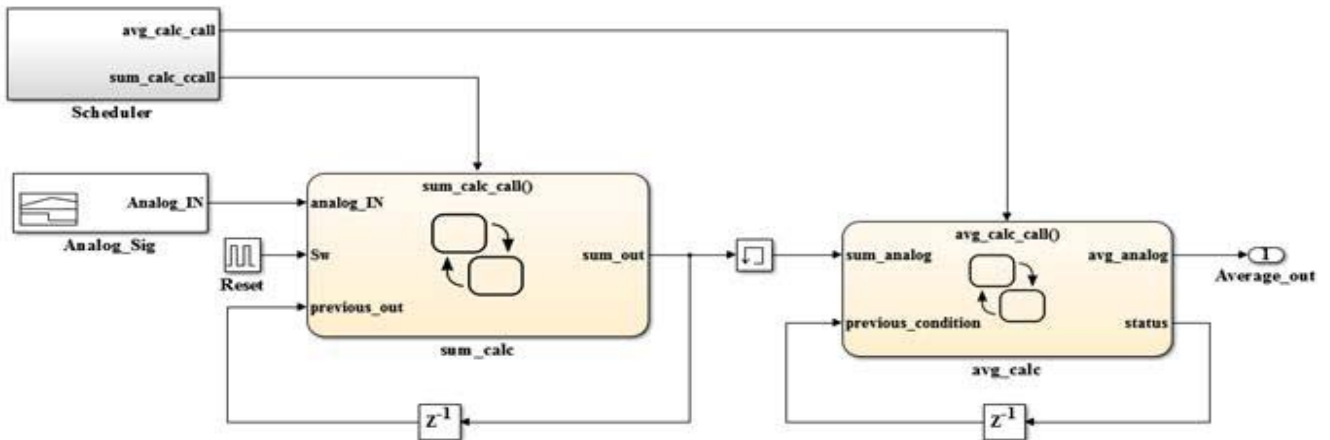 avg_calc_call
sum_calc_ccall
Scheduler
sum_calc_call()
analog_IN
Analog_IN
Analog_Sig
Sw
Reset
sum_out
previous_out
sum_calc
avg_calc_call()
sum_analog
avg_analog
1
Average_out
previous_condition
status
avg_calc
Z-1
Z-1